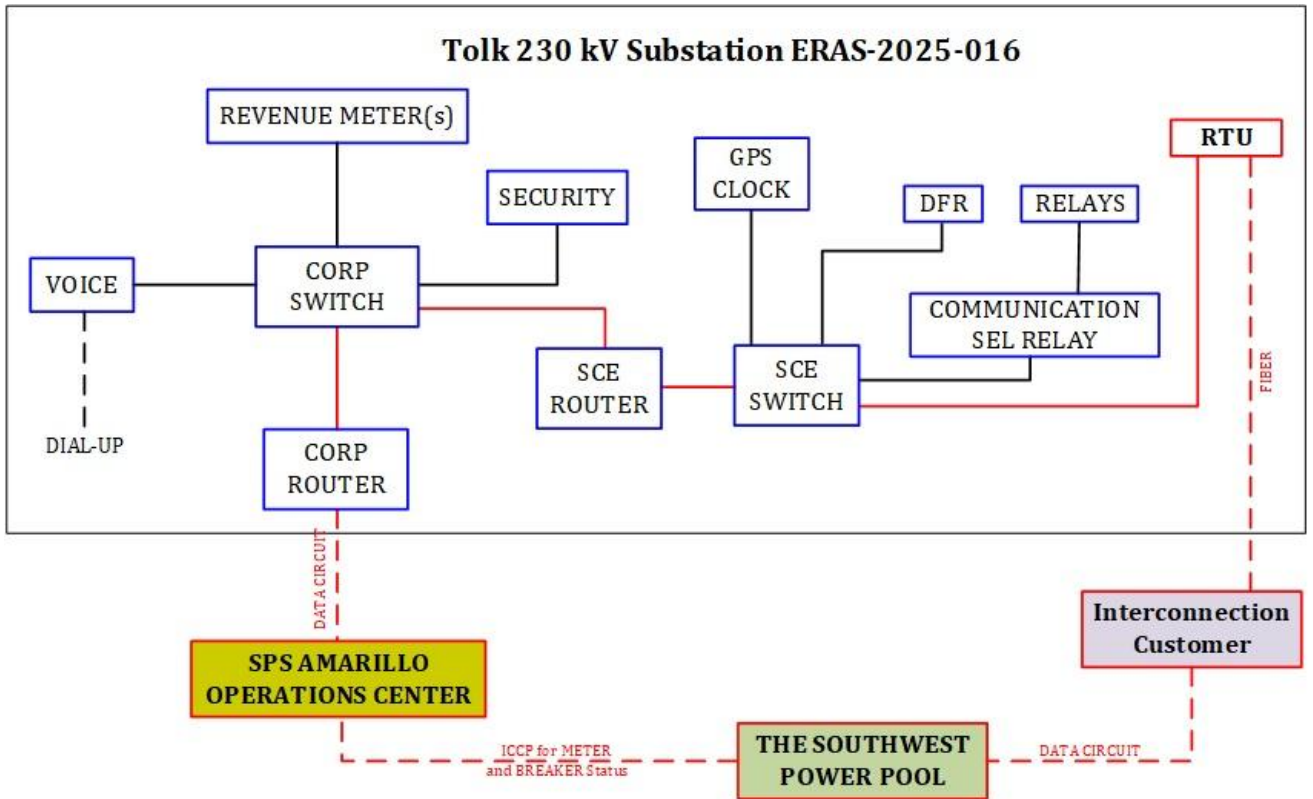 Tolk 230 kV Substation ERAS-2025-016
REVENUE METER(s)
SECURITY
GPS
CLOCK
RTU
DFR
RELAYS
VOICE
CORP
SWITCH
COMMUNICATION
SEL RELAY
SCE
ROUTER
SCE
SWITCH
FIBER
DIAL-UP
CORP
ROUTER
DATA CIRCUIT
Interconnection
Customer
SPS AMARILLO
OPERATIONS CENTER
ICCP for METER
and BREAKER Status
THE SOUTHWEST
POWER POOL
DATA CIRCUIT